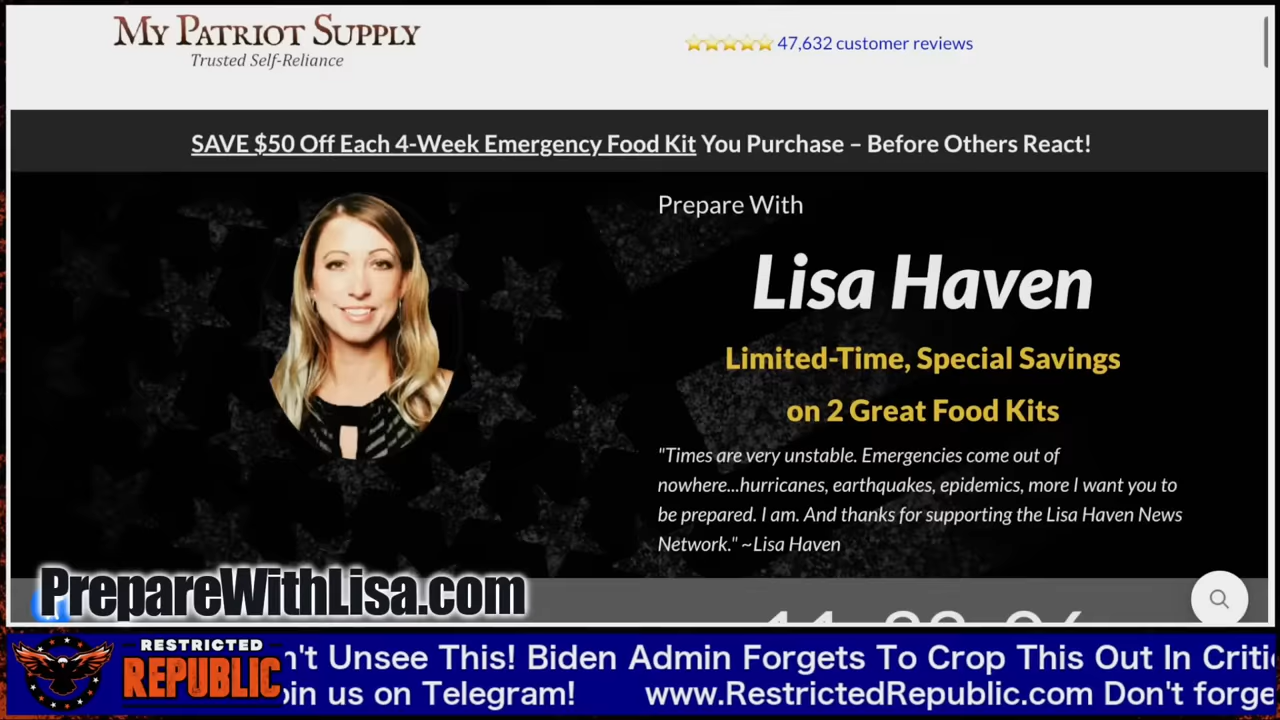 MY PATRIOT SUPPLY
Trusted Self-Reliance
47,632 customer reviews
SAVE $50 Off Each 4-Week Emergency Food Kit You Purchase – Before Others React!
Prepare With
Lisa Haven
Limited-Time, Special Savings
on 2 Great Food Kits
"Times are very unstable. Emergencies come out of
nowhere...hurricanes, earthquakes, epidemics, more I want you to
be prepared. I am. And thanks for supporting the Lisa Haven News
Network." ~Lisa Haven
PrepareWithLisa.com
RESTRICTED
REPUBLIC
n't Unsee This! Biden Admin Forgets To Crop This Out In Criti
oin us on Telegram! www.RestrictedRepublic.com Don't forge